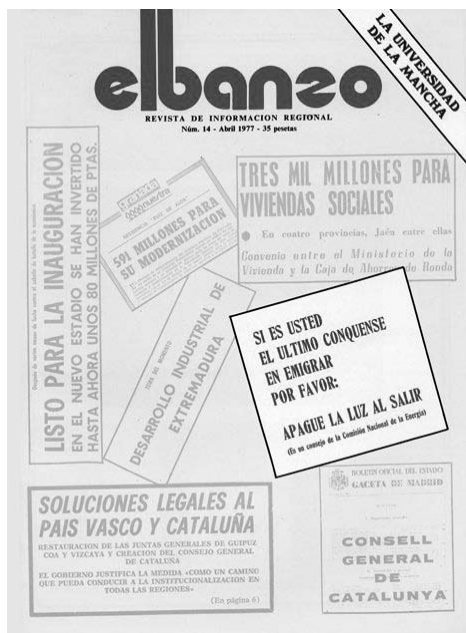 LA UNIVERSIDAD
DE LA MANCHA
elbanzo
REVISTA DE INFORMACION REGIONAL
Núm. 14 - Abril 1977 - 35 pesetas
LISTO PARA LA INAUGURACION
EN EL NUEVO ESTADIO SE HAN INVERTIDO
HASTA AHORA UNOS 80 MILLONES DE PTAS.
591 MILLONES PARA
SU MODERNIZACION
TRES MIL MILLONES PARA
VIVIENDAS SOCIALES
En cuatro provincias, Jaén entre ellas
Convenio entre el Ministerio de la
Vivienda y la Caja de Ahorros de Ronda
DESARROLLO INDUSTRIAL DE
EXTREMADURA
SI ES USTED
EL ULTIMO CONQUENSE
EN EMIGRAR
POR FAVOR:
APAGUE LA LUZ AL SALIR
(Es un consejo de la Comisión Nacional de la Energía)
SOLUCIONES LEGALES AL
PAIS VASCO Y CATALUÑA
RESTAURACION DE LAS JUNTAS GENERALES DE GUIPUZ
COA Y VIZCAYA Y CREACION DEL CONSEJO GENERAL
DE CATALUÑA
EL GOBIERNO JUSTIFICA LA MEDIDA «COMO UN CAMINO
QUE PUEDA CONDUCIR A LA INSTITUCIONALIZACION EN
TODAS LAS REGIONES»
(En página 6)
BOLETIN OFICIAL DEL ESTADO
GACETA DE MADRID
CONSELL
GENERAL
DE
CATALUNYA